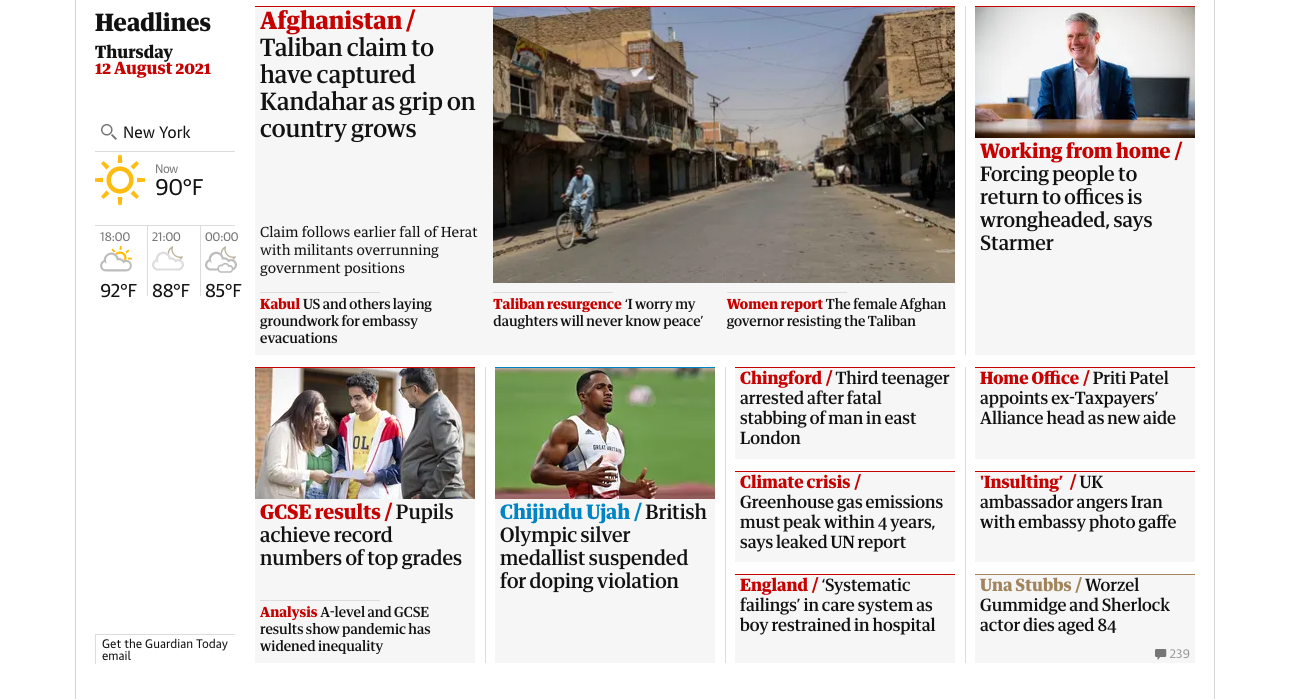 Headlines
Thursday
12 August 2021
New York
Now
90°F
18:00
21:00
00:00
92°F
88°F
85°F
Get the Guardian Today
email
Afghanistan /
Taliban claim to
have captured
Kandahar as grip on
country grows
Claim follows earlier fall of Herat
with militants overrunning
government positions
Kabul US and others laying
groundwork for embassy
evacuations
Taliban resurgence ‘I worry my
daughters will never know peace’
Women report The female Afghan
governor resisting the Taliban
Working from home /
Forcing people to
return to offices is
wrongheaded, says
Starmer
GCSE results / Pupils
achieve record
numbers of top grades
Analysis A-level and GCSE
results show pandemic has
widened inequality
GREAT BRITAIN
Chijindu Ujah / British
Olympic silver
medallist suspended
for doping violation
Chingford / Third teenager
arrested after fatal
stabbing of man in east
London
Climate crisis /
Greenhouse gas emissions
must peak within 4 years,
says leaked UN report
England / ‘Systematic
failings’ in care system as
boy restrained in hospital
Home Office / Priti Patel
appoints ex-Taxpayers’
Alliance head as new aide
'Insulting’ / UK
ambassador angers Iran
with embassy photo gaffe
Una Stubbs / Worzel
Gummidge and Sherlock
actor dies aged 84
239